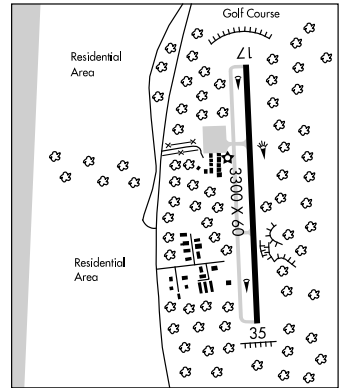 Golf Course
Residential
Area
17
3300 X 60
Residential
Area
35